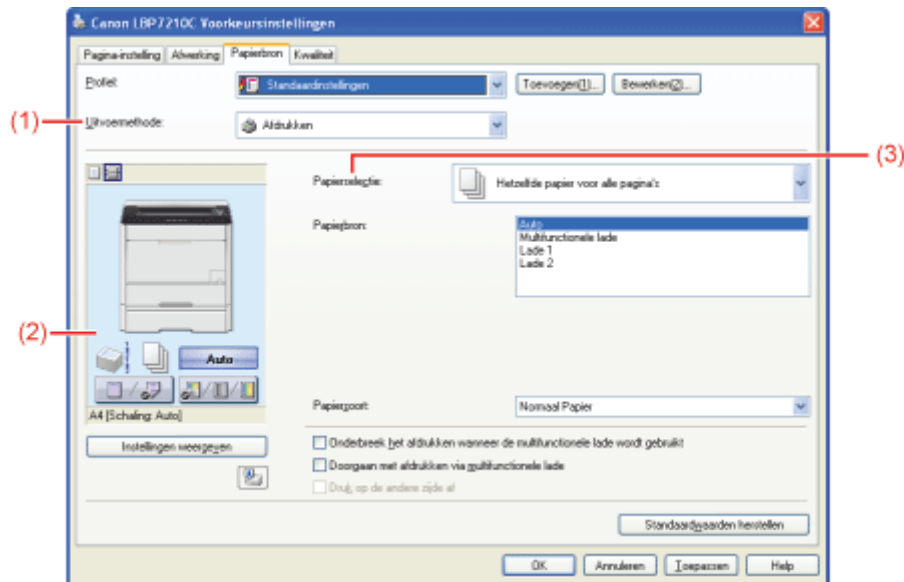 Canon LBP7210C Voorkeursinstellingen
Pagina-instelling Afwerking Papierbron Kwaliteit
Profiel: Standaardinstellingen Toevoegen(1)... Bewerken(2)...
(1) Uitvoermethode: Afdrukken
(3)
Papierselectie: Hetzelfde papier voor alle pagina's
Papierbron: Auto
Multifunctionele lade
Lade 1
Lade 2
(2)
Auto
A4 [Schaling: Auto]
Papiersoort: Normaal Papier
Instellingen weergeven
Onderbreek het afdrukken wanneer de multifunctionele lade wordt gebruikt
Doorgaan met afdrukken via multifunctionele lade
Druk op de andere zijde af
Standaardwaarden herstellen
OK Annuleren Toepassen Help